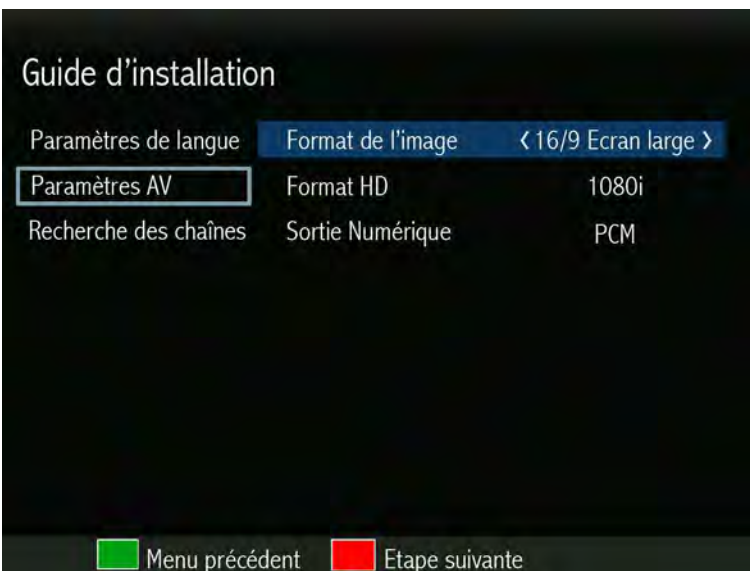 Guide d'installation
Paramètres de langue Format de l'image ‹ 16/9 Ecran large ›
Paramètres AV Format HD 1080i
Recherche des chaînes Sortie Numérique PCM
Menu précédent Etape suivante